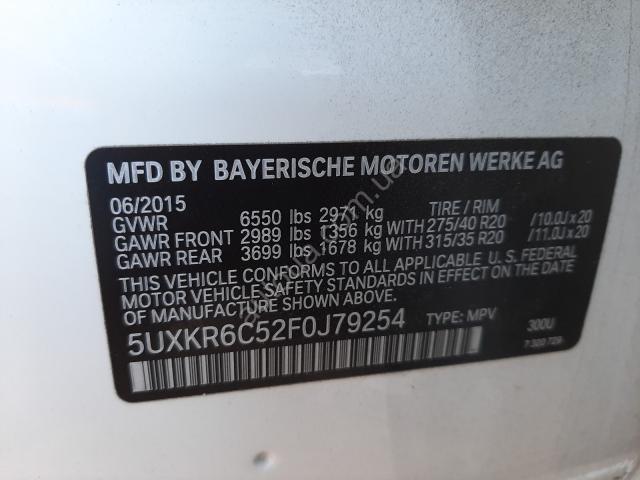 MFD BY BAYERISCHE MOTOREN WERKE AG
06/2015 TIRE / RIM
GVWR 6550 lbs 2971 kg
GAWR FRONT 2989 lbs 1356 kg WITH 275/40 R20 /10.0J x 20
GAWR REAR 3699 lbs 1678 kg WITH 315/35 R20 /11.0J x 20
THIS VEHICLE CONFORMS TO ALL APPLICABLE U. S. FEDERAL
MOTOR VEHICLE SAFETY STANDARDS IN EFFECT ON THE DATE
OF MANUFACTURE SHOWN ABOVE.
5UXKR6C52F0J79254 TYPE: MPV 300U
7 320 729